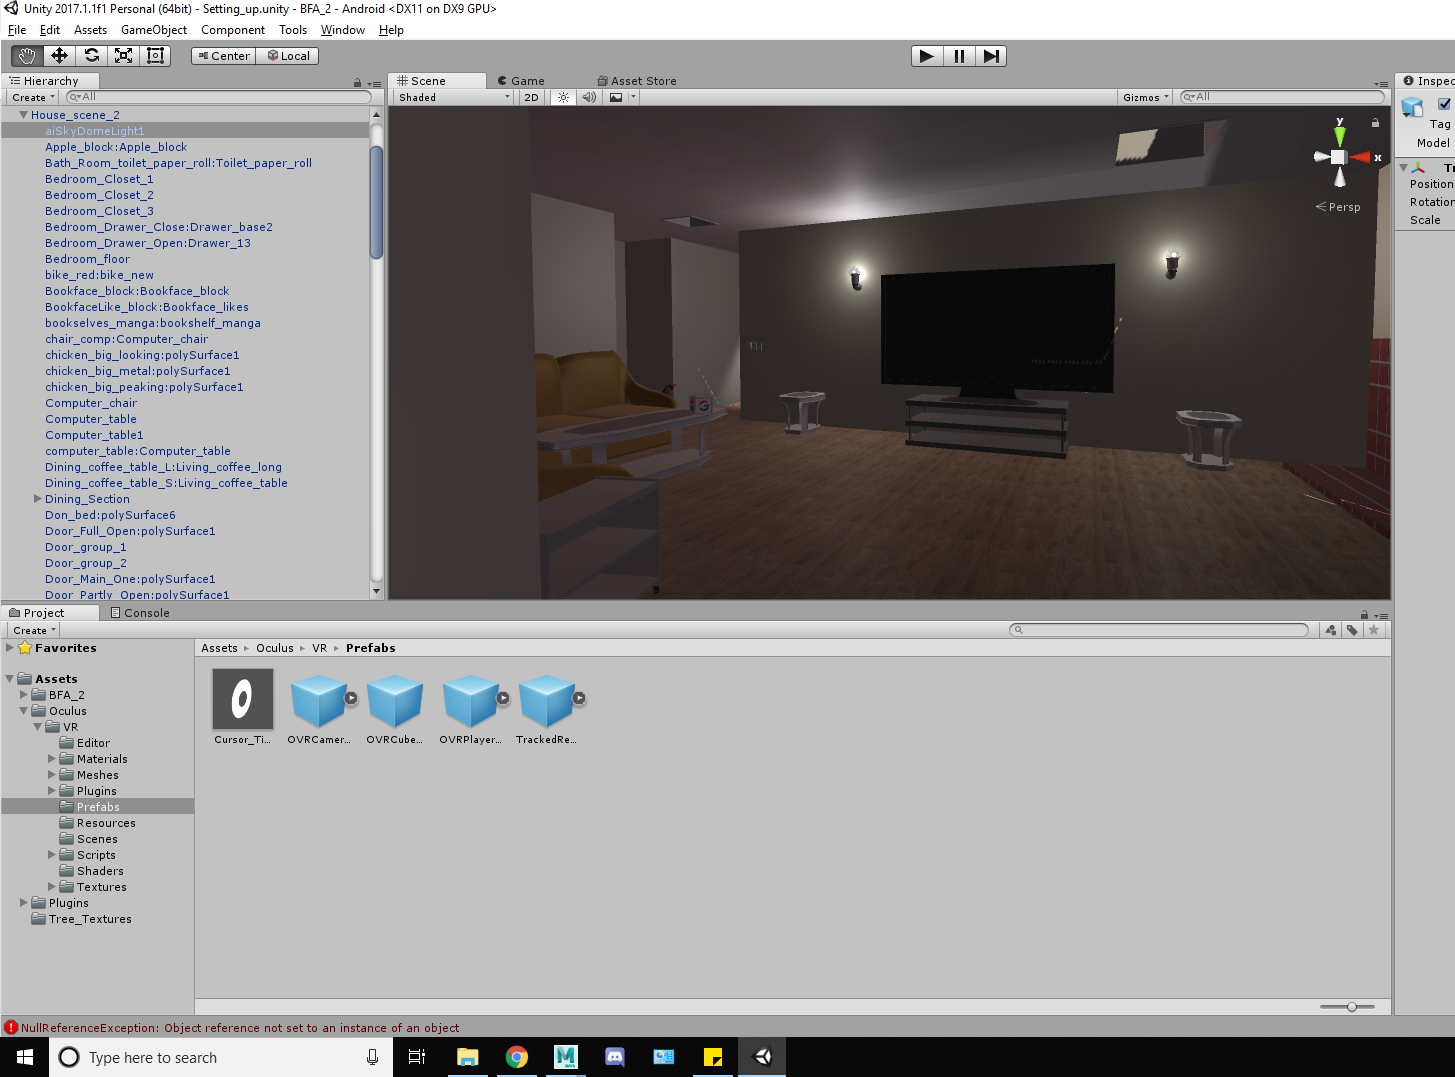 Unity 2017.1.1f1 Personal (64bit) - Setting_up.unity - BFA_2 - Android <DX11 on DX9 GPU>
File Edit Assets GameObject Component Tools Window Help
Center Local
Hierarchy
Create All
House_scene_2
aiSkyDomeLight1
Apple_block:Apple_block
Bath_Room_toilet_paper_roll:Toilet_paper_roll
Bedroom_Closet_1
Bedroom_Closet_2
Bedroom_Closet_3
Bedroom_Drawer_Close:Drawer_base2
Bedroom_Drawer_Open:Drawer_13
Bedroom_floor
bike_red:bike_new
Bookface_block:Bookface_block
BookfaceLike_block:Bookface_likes
bookselves_manga:bookshelf_manga
chair_comp:Computer_chair
chicken_big_looking:polySurface1
chicken_big_metal:polySurface1
chicken_big_peaking:polySurface1
Computer_chair
Computer_table
Computer_table1
computer_table:Computer_table
Dining_coffee_table_L:Living_coffee_long
Dining_coffee_table_S:Living_coffee_table
Dining_Section
Don_bed:polySurface6
Door_Full_Open:polySurface1
Door_group_1
Door_group_2
Door_Main_One:polySurface1
Door_Partly_Open:polySurface1
Scene Game Asset Store
Shaded 2D Gizmos All
y
x
Persp
G
Inspec
Tag
Model
Tr
Position
Rotation
Scale
Project Console
Create
Favorites
Assets
BFA_2
Oculus
VR
Editor
Materials
Meshes
Plugins
Prefabs
Resources
Scenes
Scripts
Shaders
Textures
Plugins
Tree_Textures
Assets Oculus VR Prefabs
Cursor_Ti... OVRCamer... OVRCube... OVRPlayer... TrackedRe...
NullReferenceException: Object reference not set to an instance of an object
Type here to search
M